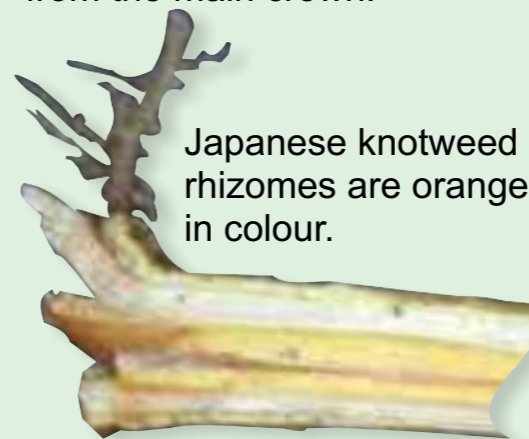 from the main crown.
Japanese knotweed
rhizomes are orange
in colour.